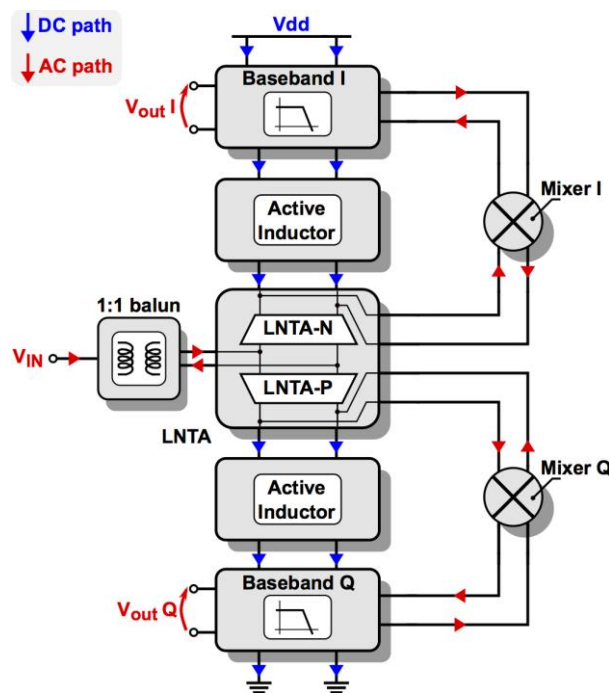 DC path
AC path
Vdd
Baseband I
Vout I
Mixer I
Active
Inductor
1:1 balun
LNTA-N
VIN
LNTA-P
LNTA
Mixer Q
Active
Inductor
Baseband Q
Vout Q